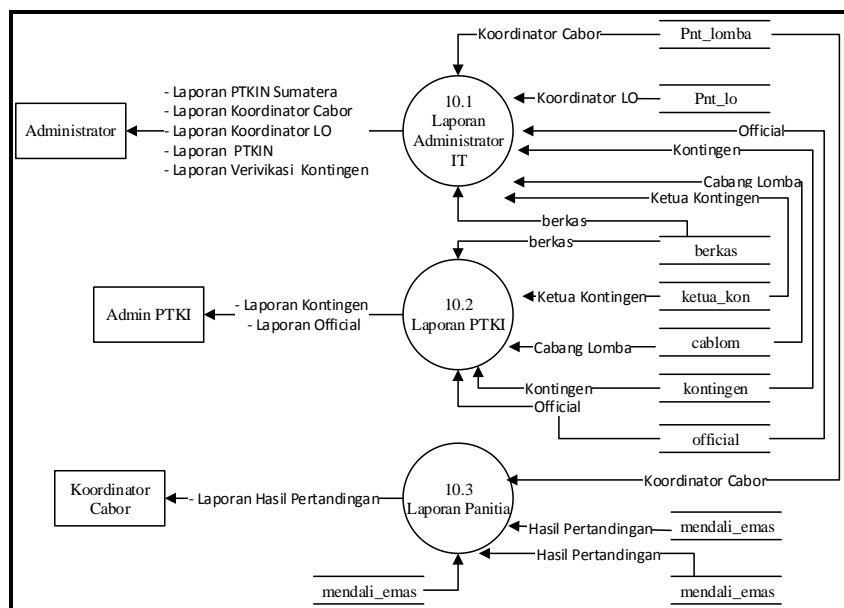 Koordinator Cabor
Pnt_lomba
- Laporan PTKIN Sumatera
- Laporan Koordinator Cabor
- Laporan Koordinator LO
- Laporan  PTKIN
- Laporan Verivikasi  Kontingen
Administrator
10.1
Laporan
Administrator
IT
Koordinator LO
Pnt_lo
Official
Kontingen
Cabang Lomba
Ketua Kontingen
berkas
berkas
berkas
Admin PTKI
- Laporan Kontingen
- Laporan Official
10.2
Laporan PTKI
Ketua Kontingen
ketua_kon
Cabang Lomba
cablom
Kontingen
kontingen
Official
official
Koordinator
Cabor
- Laporan Hasil Pertandingan
10.3
Laporan Panitia
Koordinator Cabor
Hasil Pertandingan
mendali_emas
Hasil Pertandingan
mendali_emas
mendali_emas